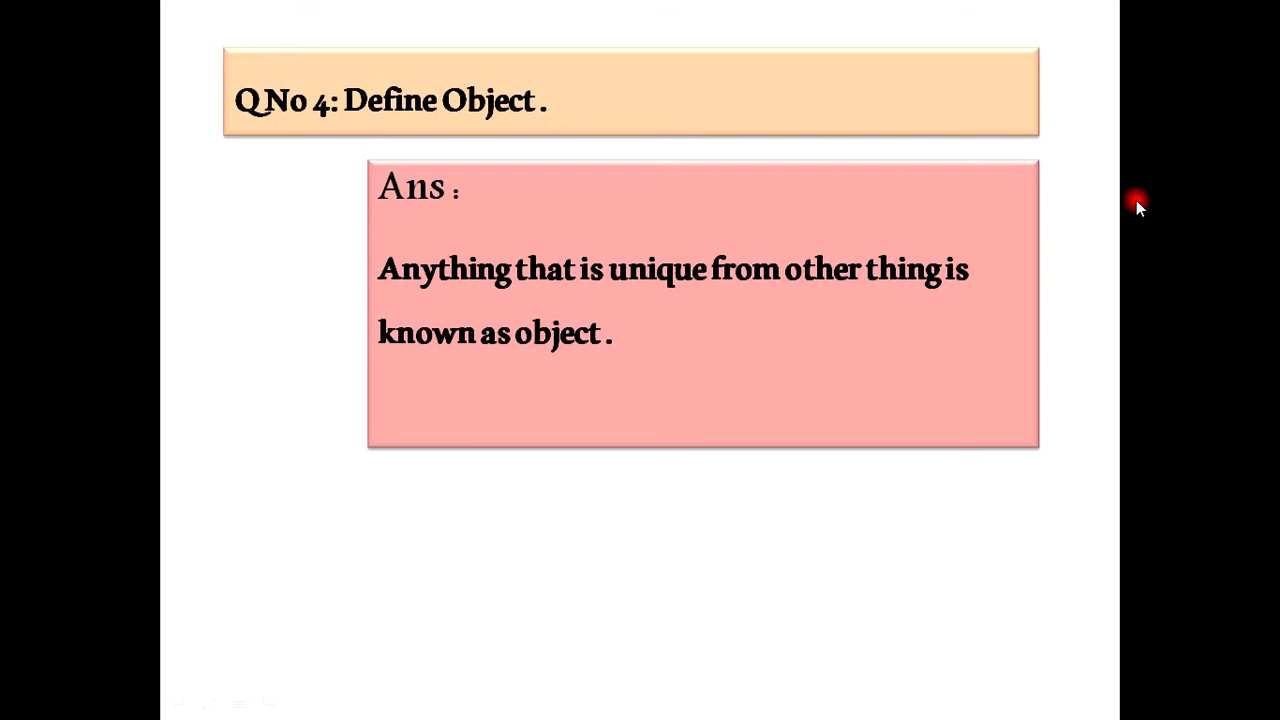 Q No 4: Define Object .
Ans :
Anything that is unique from other thing is
known as object .